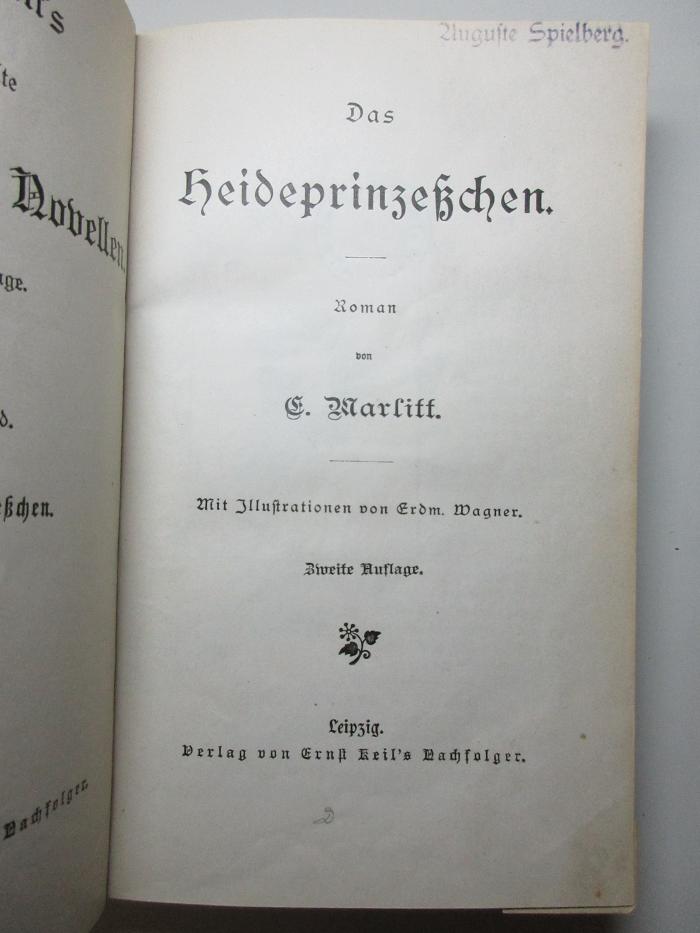 Novellen.
Nachfolger.
Auguste Spielberg.
Das
Heideprinzeßchen.
Roman
von
E. Marlitt.
Mit Illustrationen von Erdm. Wagner.
Zweite Auflage.
Leipzig.
Verlag von Ernst Keil's Nachfolger.